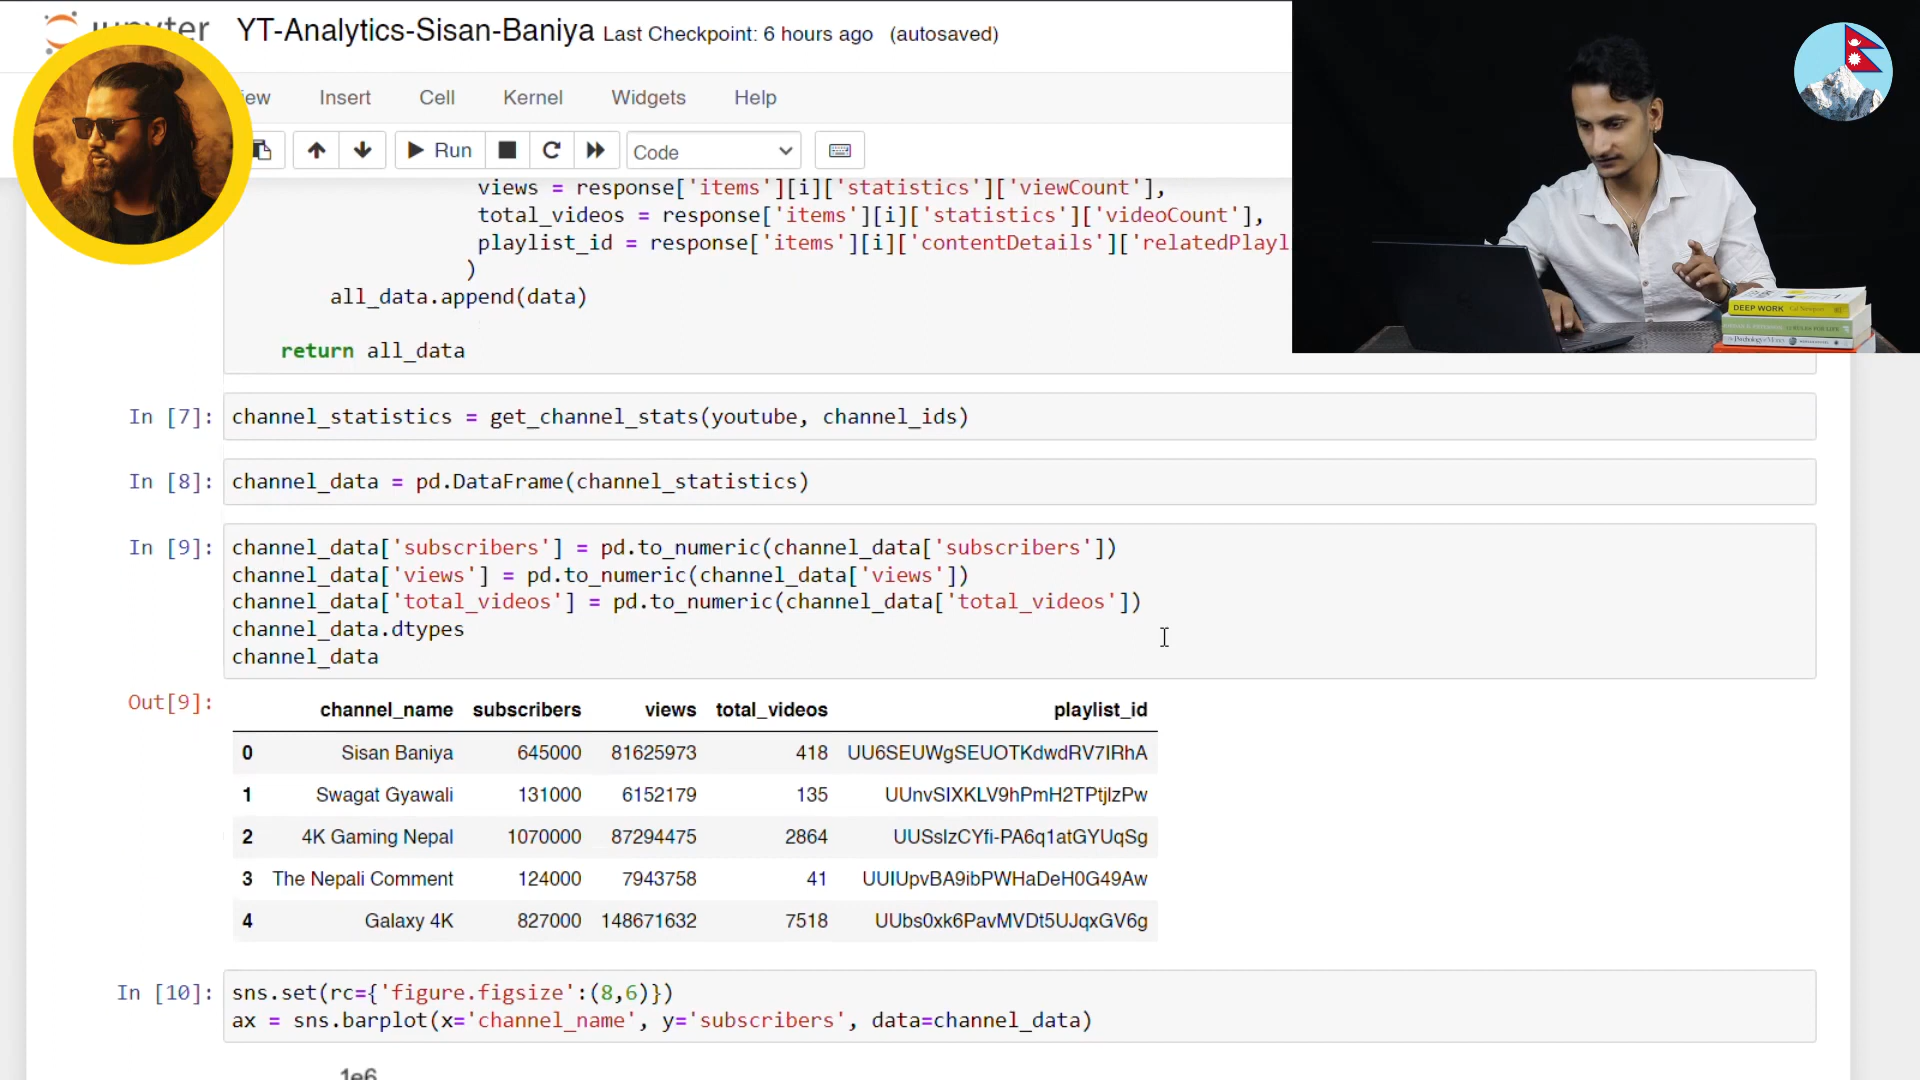 YT-Analytics-Sisan-Baniya Last Checkpoint: 6 hours ago (autosaved)
Insert Cell Kernel Widgets Help
Run Code
views = response['items'][i]['statistics']['viewCount'],
total_videos = response['items'][i]['statistics']['videoCount'],
playlist_id = response['items'][i]['contentDetails']['relatedPlayl
)
all_data.append(data)
return all_data
In [7]: channel_statistics = get_channel_stats(youtube, channel_ids)
In [8]: channel_data = pd.DataFrame(channel_statistics)
In [9]: channel_data['subscribers'] = pd.to_numeric(channel_data['subscribers'])
channel_data['views'] = pd.to_numeric(channel_data['views'])
channel_data['total_videos'] = pd.to_numeric(channel_data['total_videos'])
channel_data.dtypes
channel_data
Out[9]:
channel_name subscribers views total_videos playlist_id
0 Sisan Baniya 645000 81625973 418 UU6SEUWgSEUOTKdwdRV7IRhA
1 Swagat Gyawali 131000 6152179 135 UUnvSIXKLV9hPmH2TPtjlzPw
2 4K Gaming Nepal 1070000 87294475 2864 UUSslzCYfi-PA6q1atGYUqSg
3 The Nepali Comment 124000 7943758 41 UUIUpvBA9ibPWHaDeH0G49Aw
4 Galaxy 4K 827000 148671632 7518 UUbs0xk6PavMVDt5UJqxGV6g
In [10]: sns.set(rc={'figure.figsize':(8,6)})
ax = sns.barplot(x='channel_name', y='subscribers', data=channel_data)
1e6
DEEP WORK